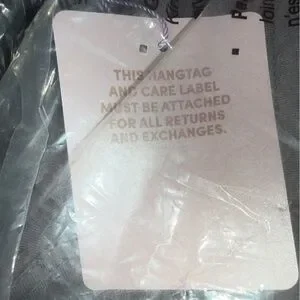 THIS HANGTAG
AND CARE LABEL
MUST BE ATTACHED
FOR ALL RETURNS
AND EXCHANGES.